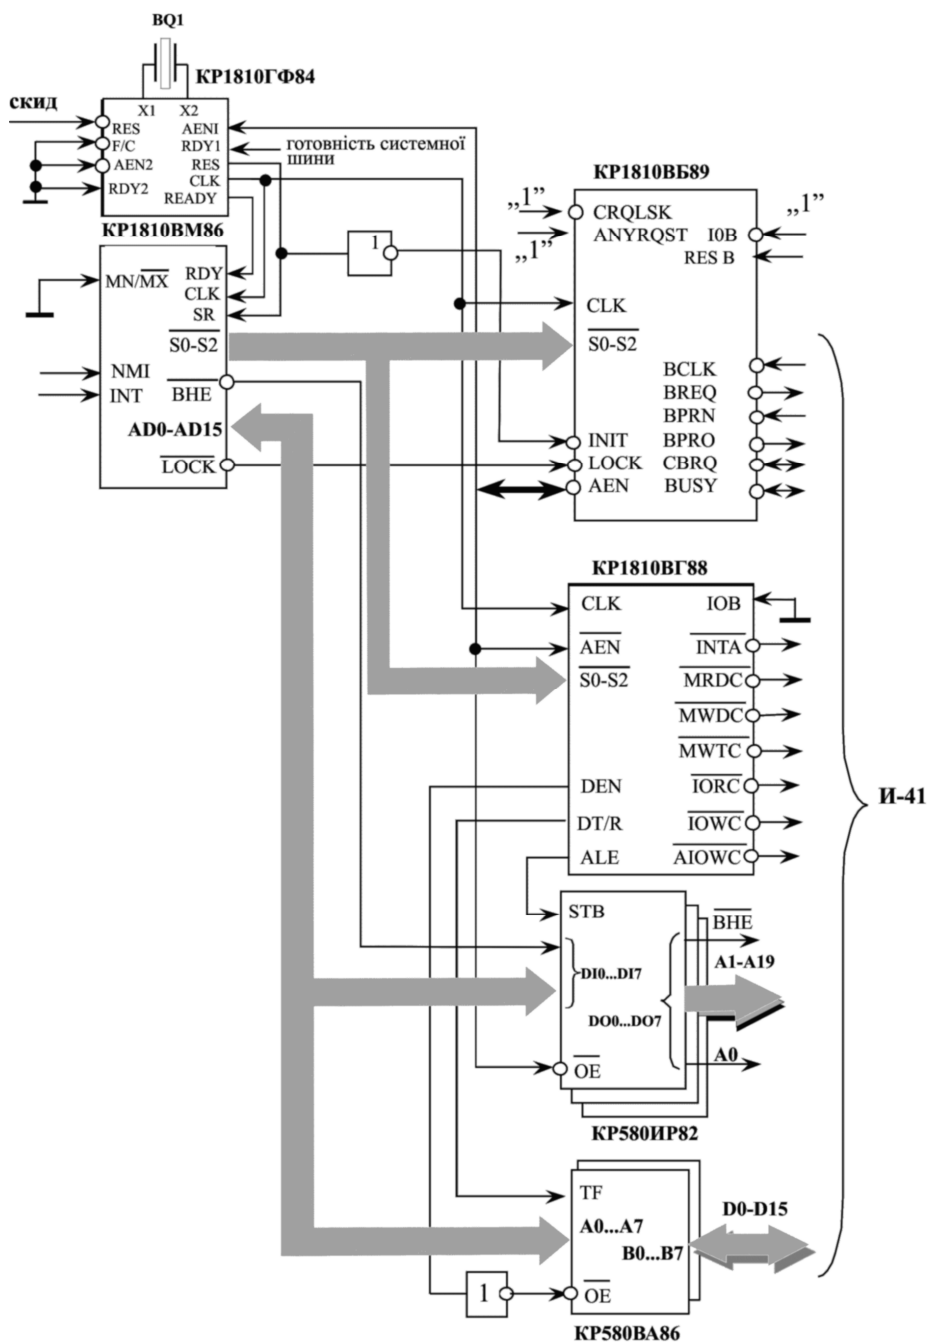 BQ1
КР1810ГФ84
скид
X1 X2
RES
F/C
AEN2
RDY2
AENI
RDY1
RES
CLK
READY
готовність системної
шини
КР1810ВМ86
MN/MX
NMI
INT
RDY
CLK
SR
S0-S2
BHE
AD0-AD15
LOCK
1
КР1810ВБ89
„1”
„1”
„1”
CRQLSK
ANYRQST
I0B
RES B
CLK
S0-S2
BCLK
BREQ
BPRN
BPRO
CBRQ
BUSY
INIT
LOCK
AEN
КР1810ВГ88
CLK
AEN
S0-S2
DEN
DT/R
ALE
IOB
INTA
MRDC
MWDC
MWTC
IORC
IOWC
AIOWC
И-41
STB
DI0...DI7
DO0...DO7
OE
BHE
A1-A19
A0
КР580ИР82
TF
A0...A7
B0...B7
OE
D0-D15
1
КР580ВА86